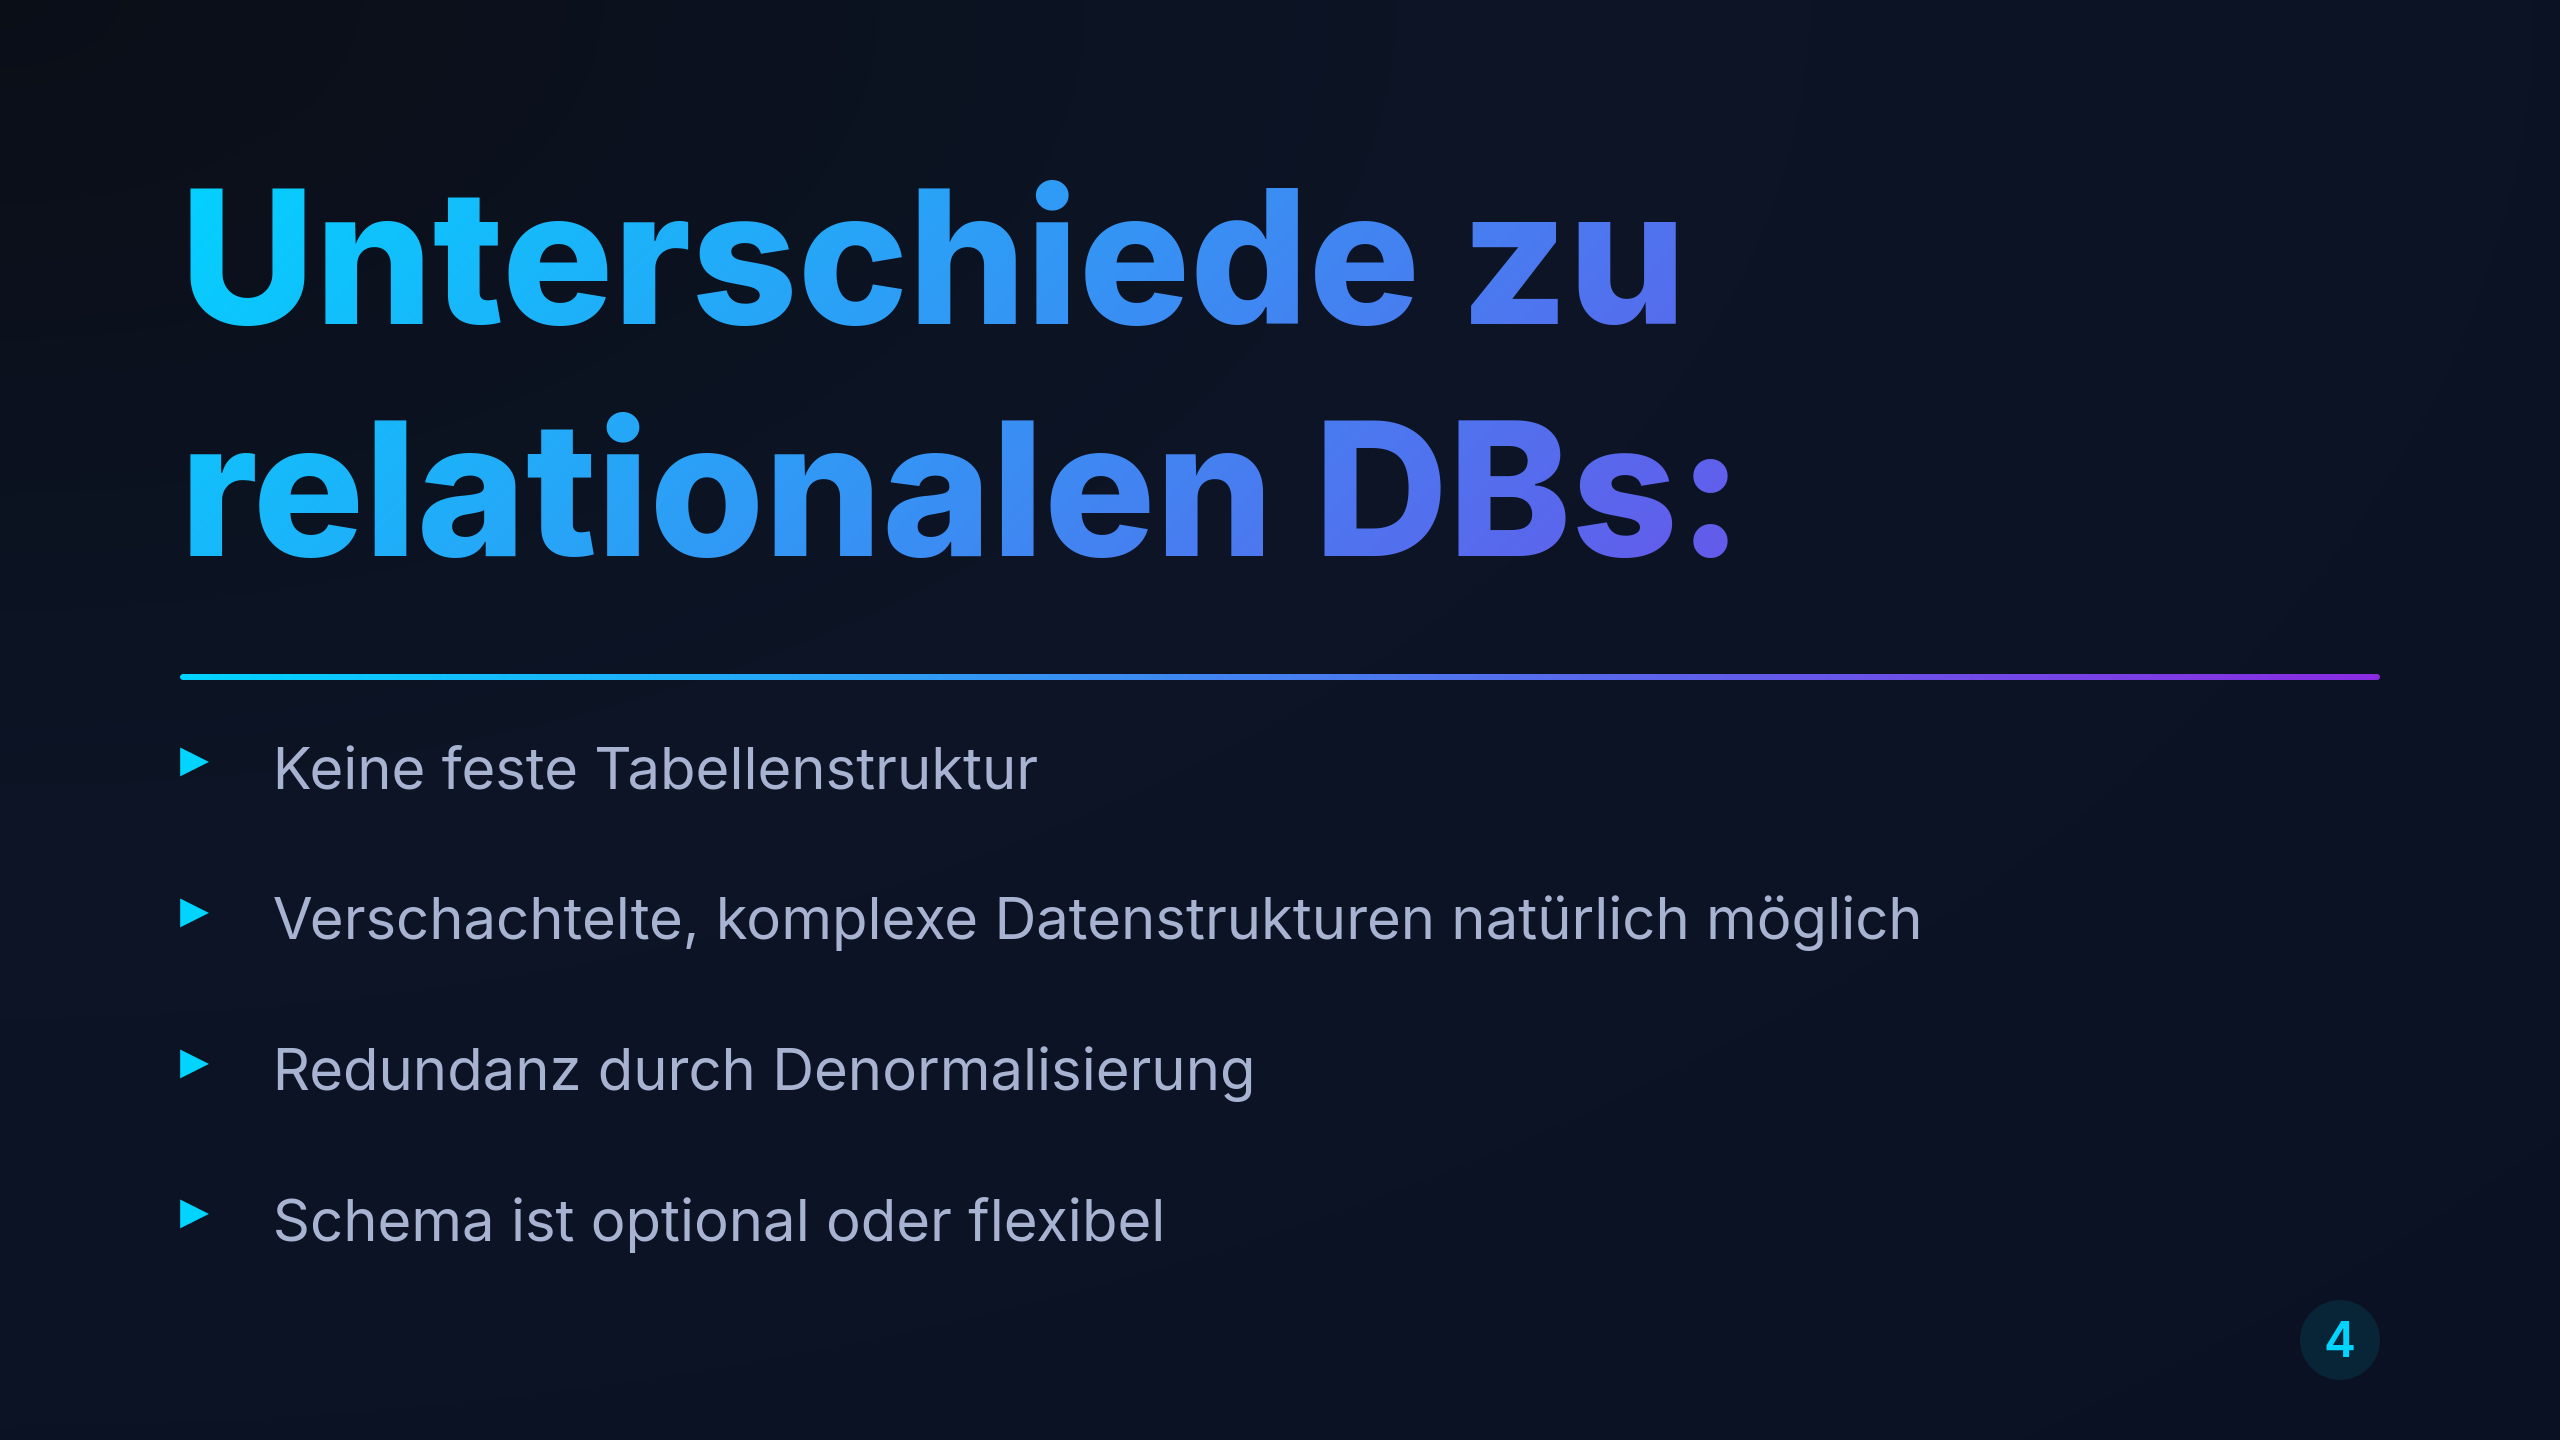 Unterschiede zu
relationalen DBs:
Keine feste Tabellenstruktur
Verschachtelte, komplexe Datenstrukturen natürlich möglich
Redundanz durch Denormalisierung
Schema ist optional oder flexibel
4